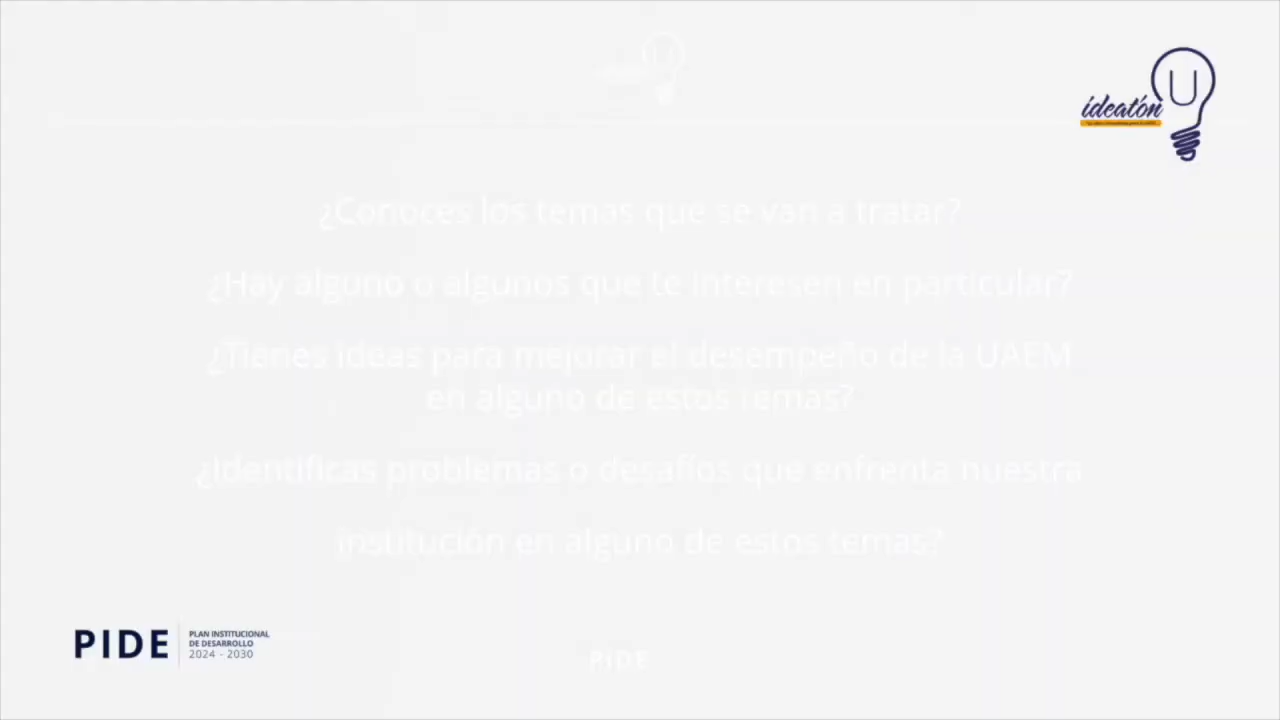 ideatón
U
¿Conoces los temas que se van a tratar?
¿Hay alguno o algunos que te interesen en particular?
¿Tienes ideas para mejorar el desempeño de la UAEM
en alguno de estos temas?
¿Identificas problemas o desafíos que enfrenta nuestra
institución en alguno de estos temas?
PIDE
PLAN INSTITUCIONAL
DE DESARROLLO
2024 - 2030
PIDE